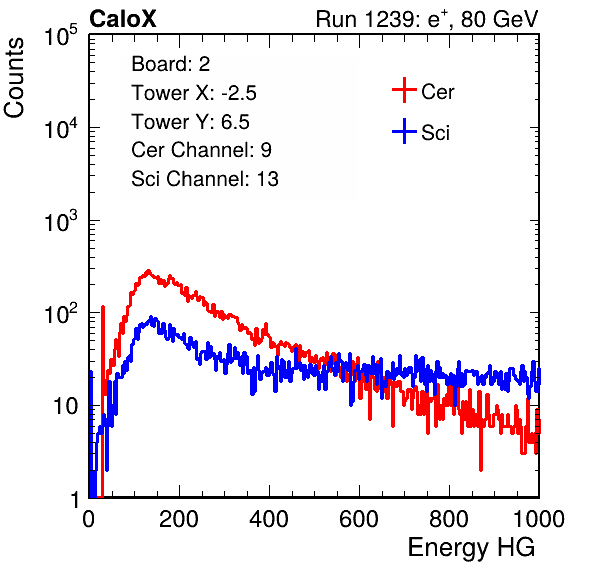 CaloX Run 1239: e⁺, 80 GeV
Counts
Board: 2
Tower X: -2.5
Tower Y: 6.5
Cer Channel: 9
Sci Channel: 13
Cer
Sci
10⁵
10⁴
10³
10²
10
1
0 200 400 600 800 1000
Energy HG